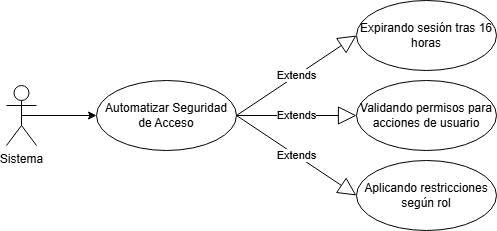 Expirando sesión tras 16
horas
Extends
Automatizar Seguridad
de Acceso
Extends
Validando permisos para
acciones de usuario
Extends
Sistema
Aplicando restricciones
según rol